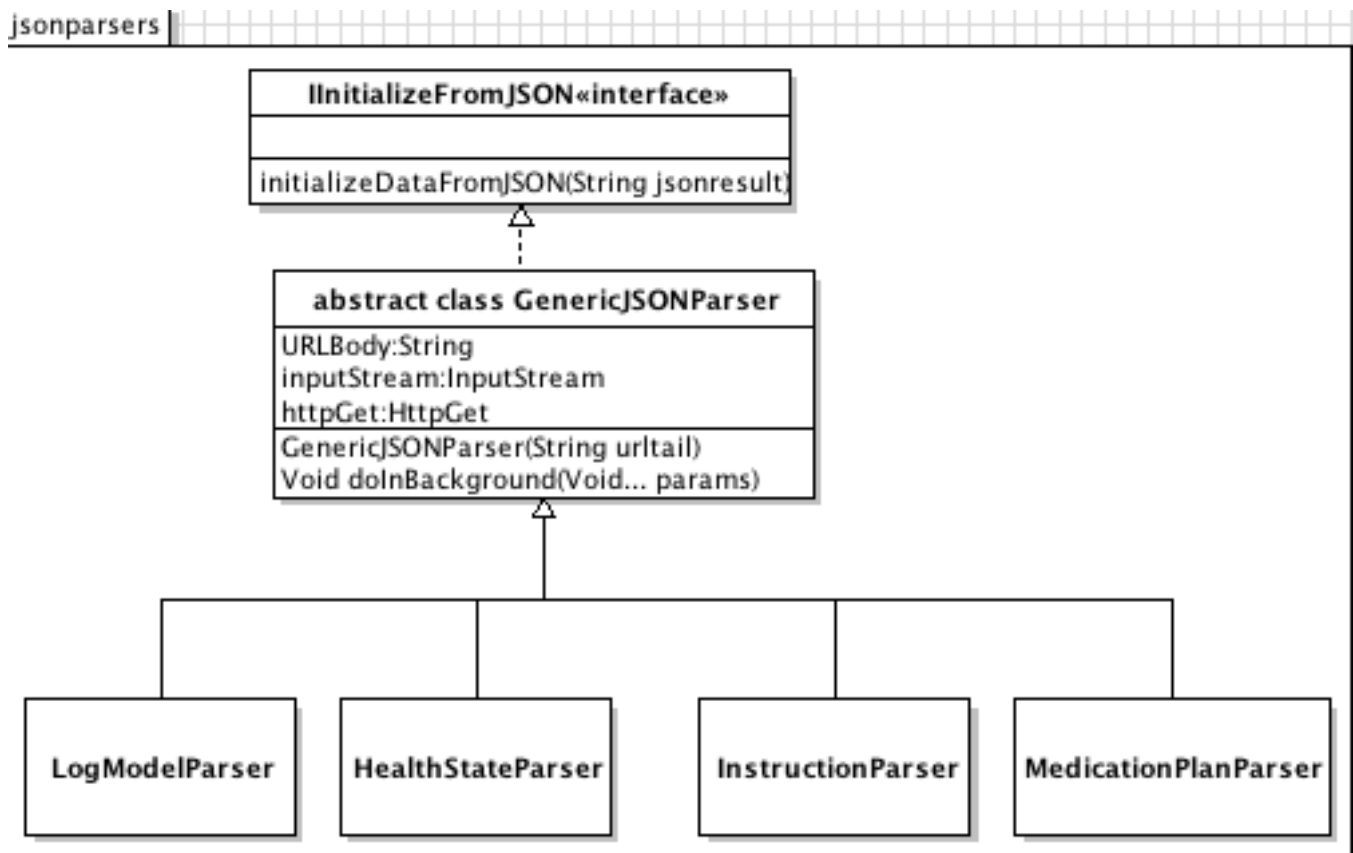 jsonparsers
IInitializeFromJSON«interface»
initializeDataFromJSON(String jsonresult)
abstract class GenericJSONParser
URLBody:String
inputStream:InputStream
httpGet:HttpGet
GenericJSONParser(String urltail)
Void doInBackground(Void... params)
LogModelParser
HealthStateParser
InstructionParser
MedicationPlanParser